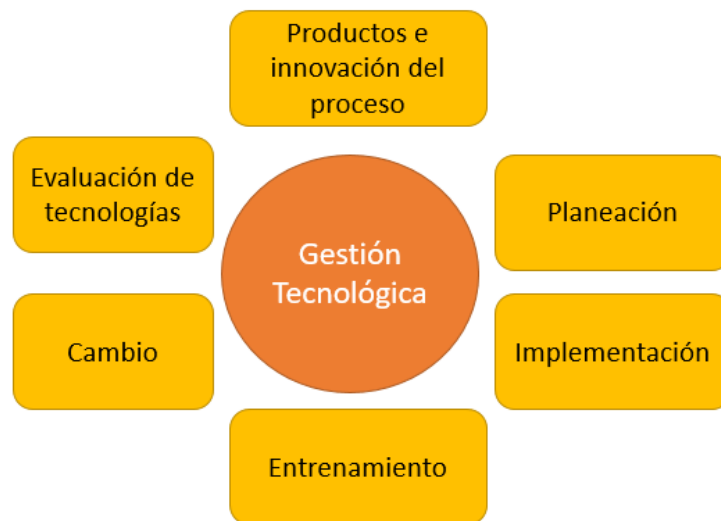 Productos e
innovación del
proceso
Evaluación de
tecnologías
Planeación
Gestión
Tecnológica
Cambio
Implementación
Entrenamiento